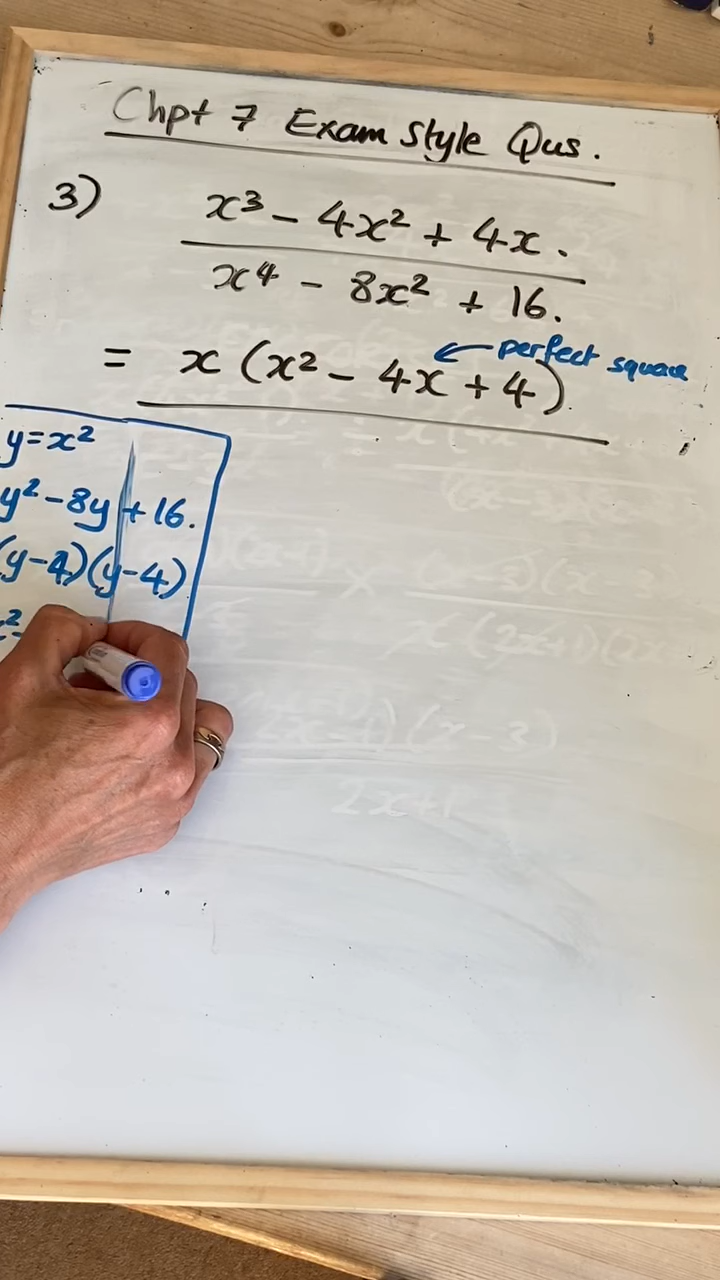 Chpt 7 Exam Style Qus.
3) x³ - 4x² + 4x.
x⁴ - 8x² + 16.
= x (x² - 4x + 4)
perfect square
y=x²
y² - 8y + 16.
(y-4)(y-4)